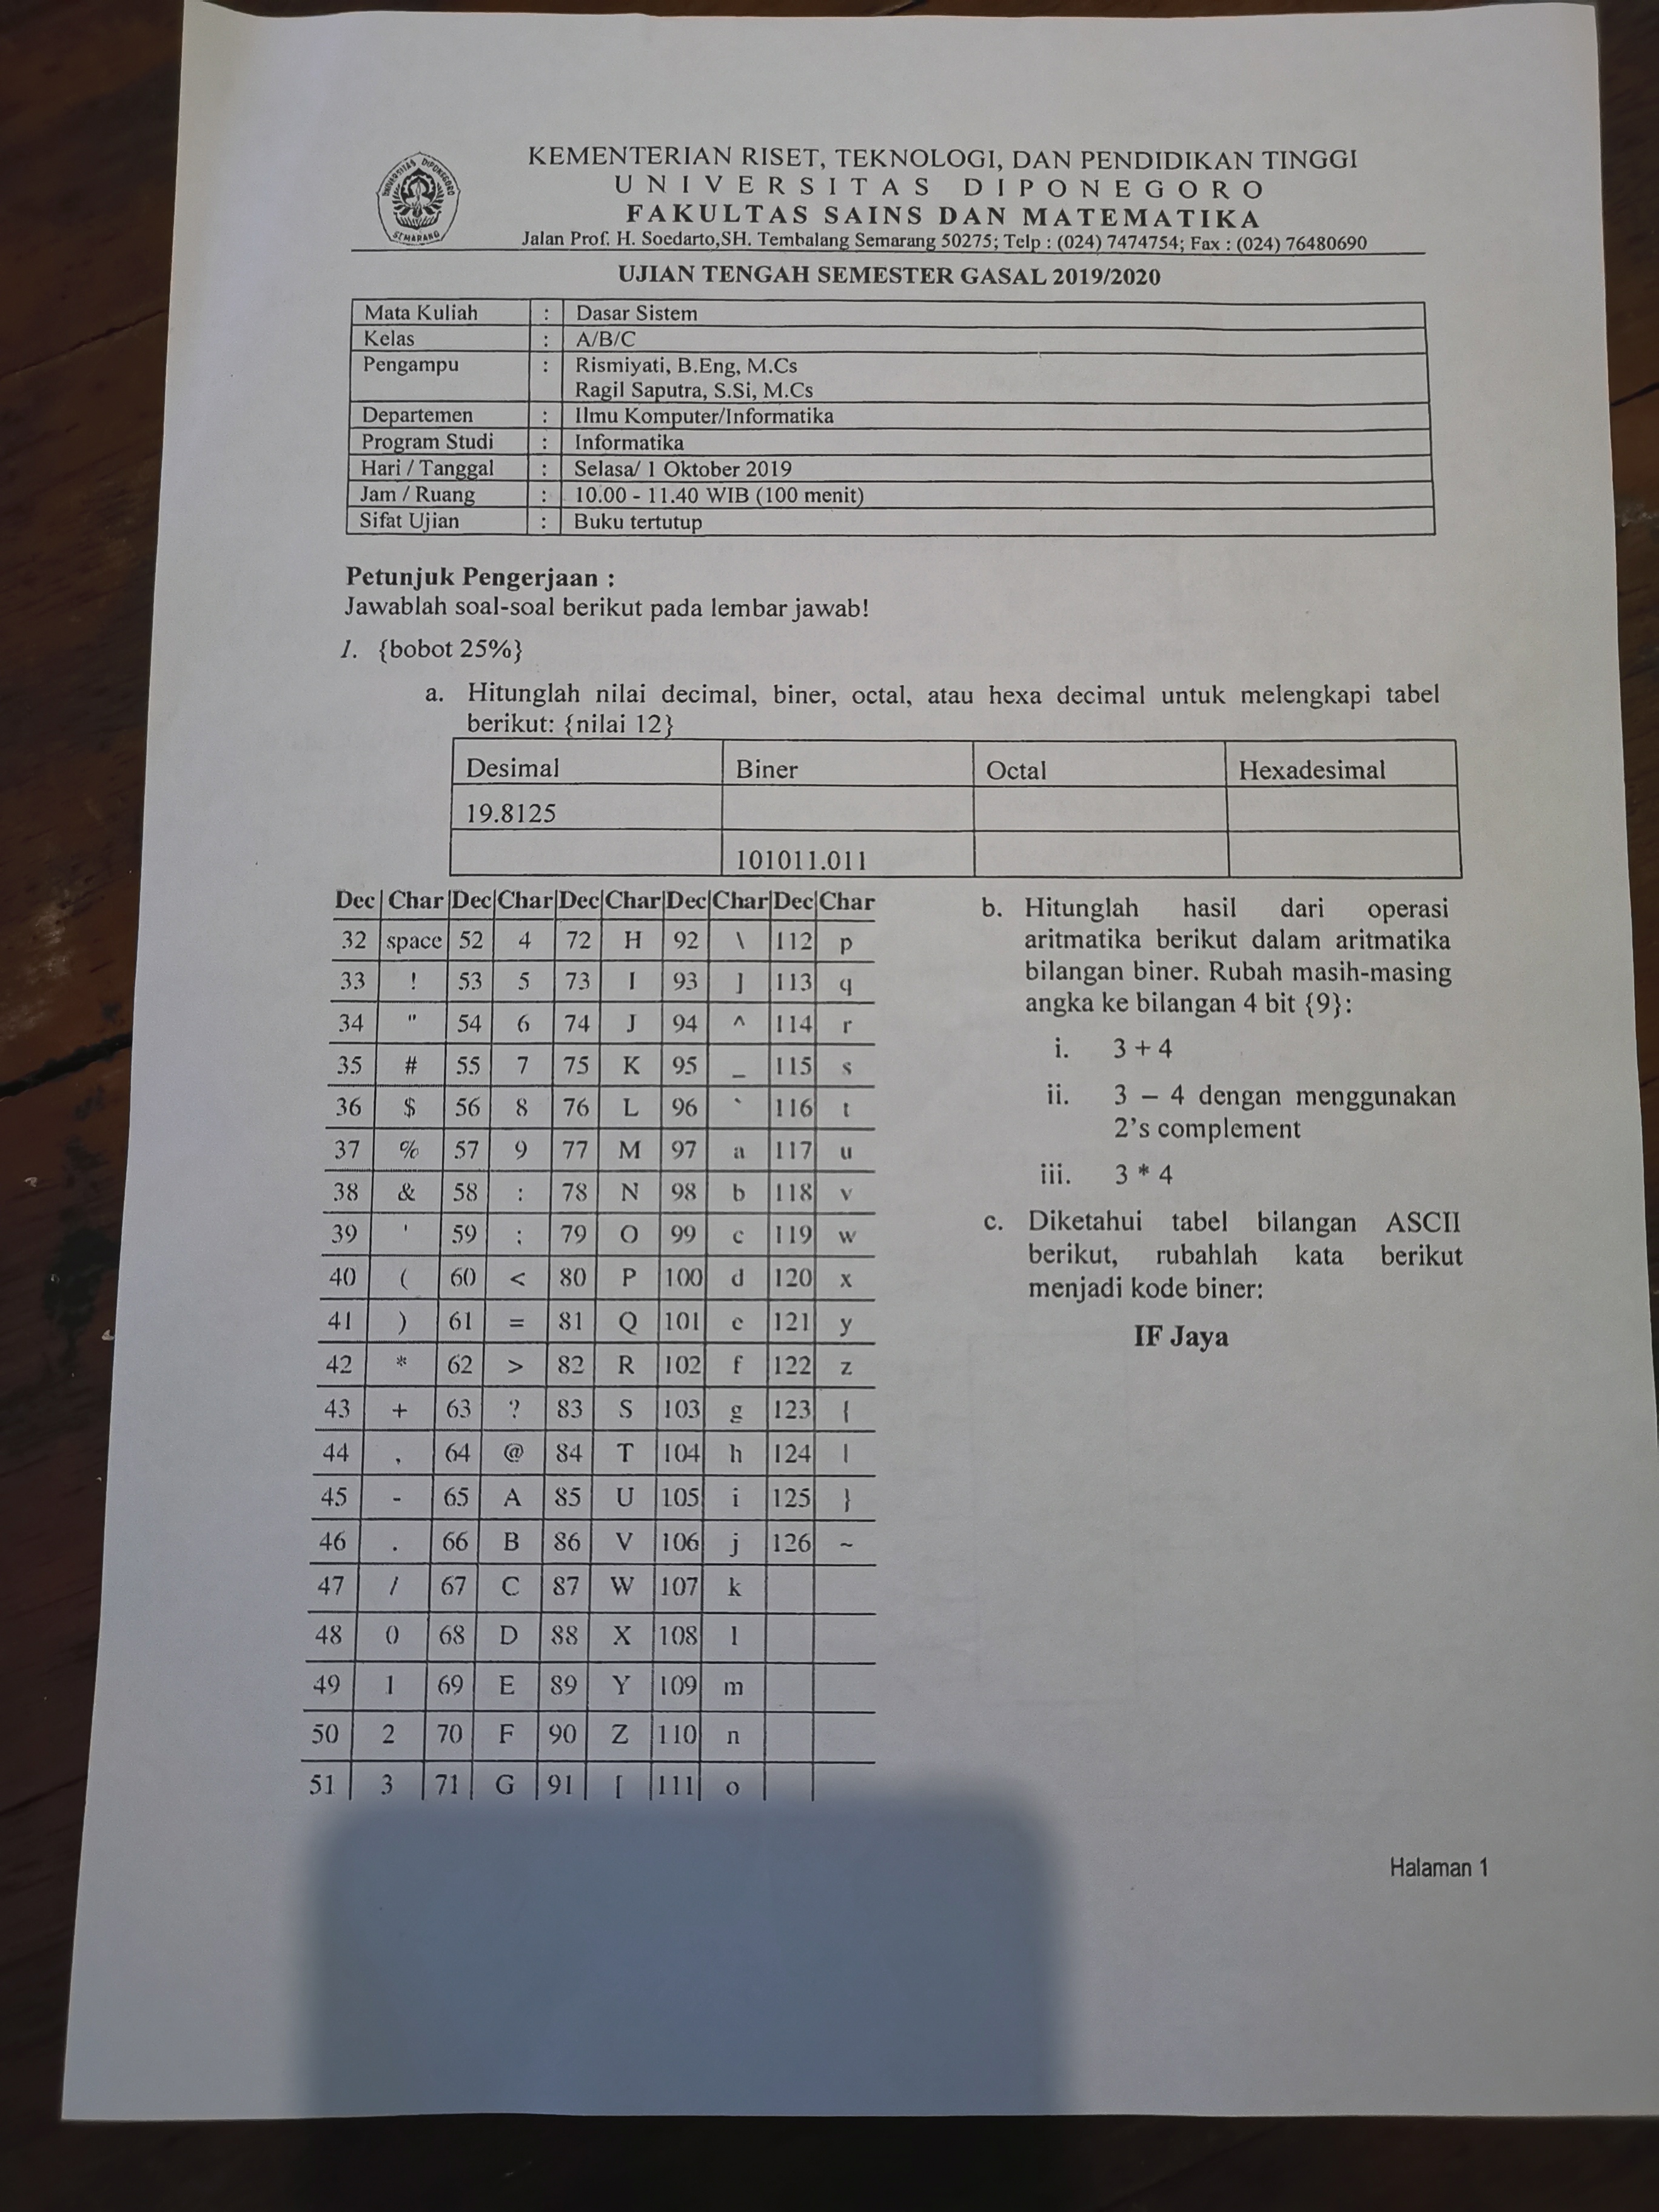 UNIVERSITAS DIPONEGORO
SEMARANG
KEMENTERIAN RISET, TEKNOLOGI, DAN PENDIDIKAN TINGGI
UNIVERSITAS DIPONEGORO
FAKULTAS SAINS DAN MATEMATIKA
Jalan Prof. H. Soedarto,SH. Tembalang Semarang 50275; Telp : (024) 7474754; Fax : (024) 76480690
UJIAN TENGAH SEMESTER GASAL 2019/2020
Mata Kuliah : Dasar Sistem
Kelas : A/B/C
Pengampu : Rismiyati, B.Eng, M.Cs
Ragil Saputra, S.Si, M.Cs
Departemen : Ilmu Komputer/Informatika
Program Studi : Informatika
Hari / Tanggal : Selasa/ 1 Oktober 2019
Jam / Ruang : 10.00 - 11.40 WIB (100 menit)
Sifat Ujian : Buku tertutup
Petunjuk Pengerjaan :
Jawablah soal-soal berikut pada lembar jawab!
1. {bobot 25%}
a. Hitunglah nilai decimal, biner, octal, atau hexa decimal untuk melengkapi tabel
berikut: {nilai 12}
Desimal Biner Octal Hexadesimal
19.8125
101011.011
Dec Char Dec Char Dec Char Dec Char Dec Char
32 space 52 4 72 H 92 \ 112 p
33 ! 53 5 73 I 93 ] 113 q
34 " 54 6 74 J 94 ^ 114 r
35 # 55 7 75 K 95 _ 115 s
36 $ 56 8 76 L 96 ` 116 t
37 % 57 9 77 M 97 a 117 u
38 & 58 : 78 N 98 b 118 v
39 ' 59 ; 79 O 99 c 119 w
40 ( 60 < 80 P 100 d 120 x
41 ) 61 = 81 Q 101 e 121 y
42 * 62 > 82 R 102 f 122 z
43 + 63 ? 83 S 103 g 123 {
44 , 64 @ 84 T 104 h 124 |
45 - 65 A 85 U 105 i 125 }
46 . 66 B 86 V 106 j 126 ~
47 / 67 C 87 W 107 k
48 0 68 D 88 X 108 l
49 1 69 E 89 Y 109 m
50 2 70 F 90 Z 110 n
51 3 71 G 91 [ 111 o
b. Hitunglah hasil dari operasi
aritmatika berikut dalam aritmatika
bilangan biner. Rubah masih-masing
angka ke bilangan 4 bit {9}:
i. 3 + 4
ii. 3 – 4 dengan menggunakan
2’s complement
iii. 3 * 4
c. Diketahui tabel bilangan ASCII
berikut, rubahlah kata berikut
menjadi kode biner:
IF Jaya
Halaman 1